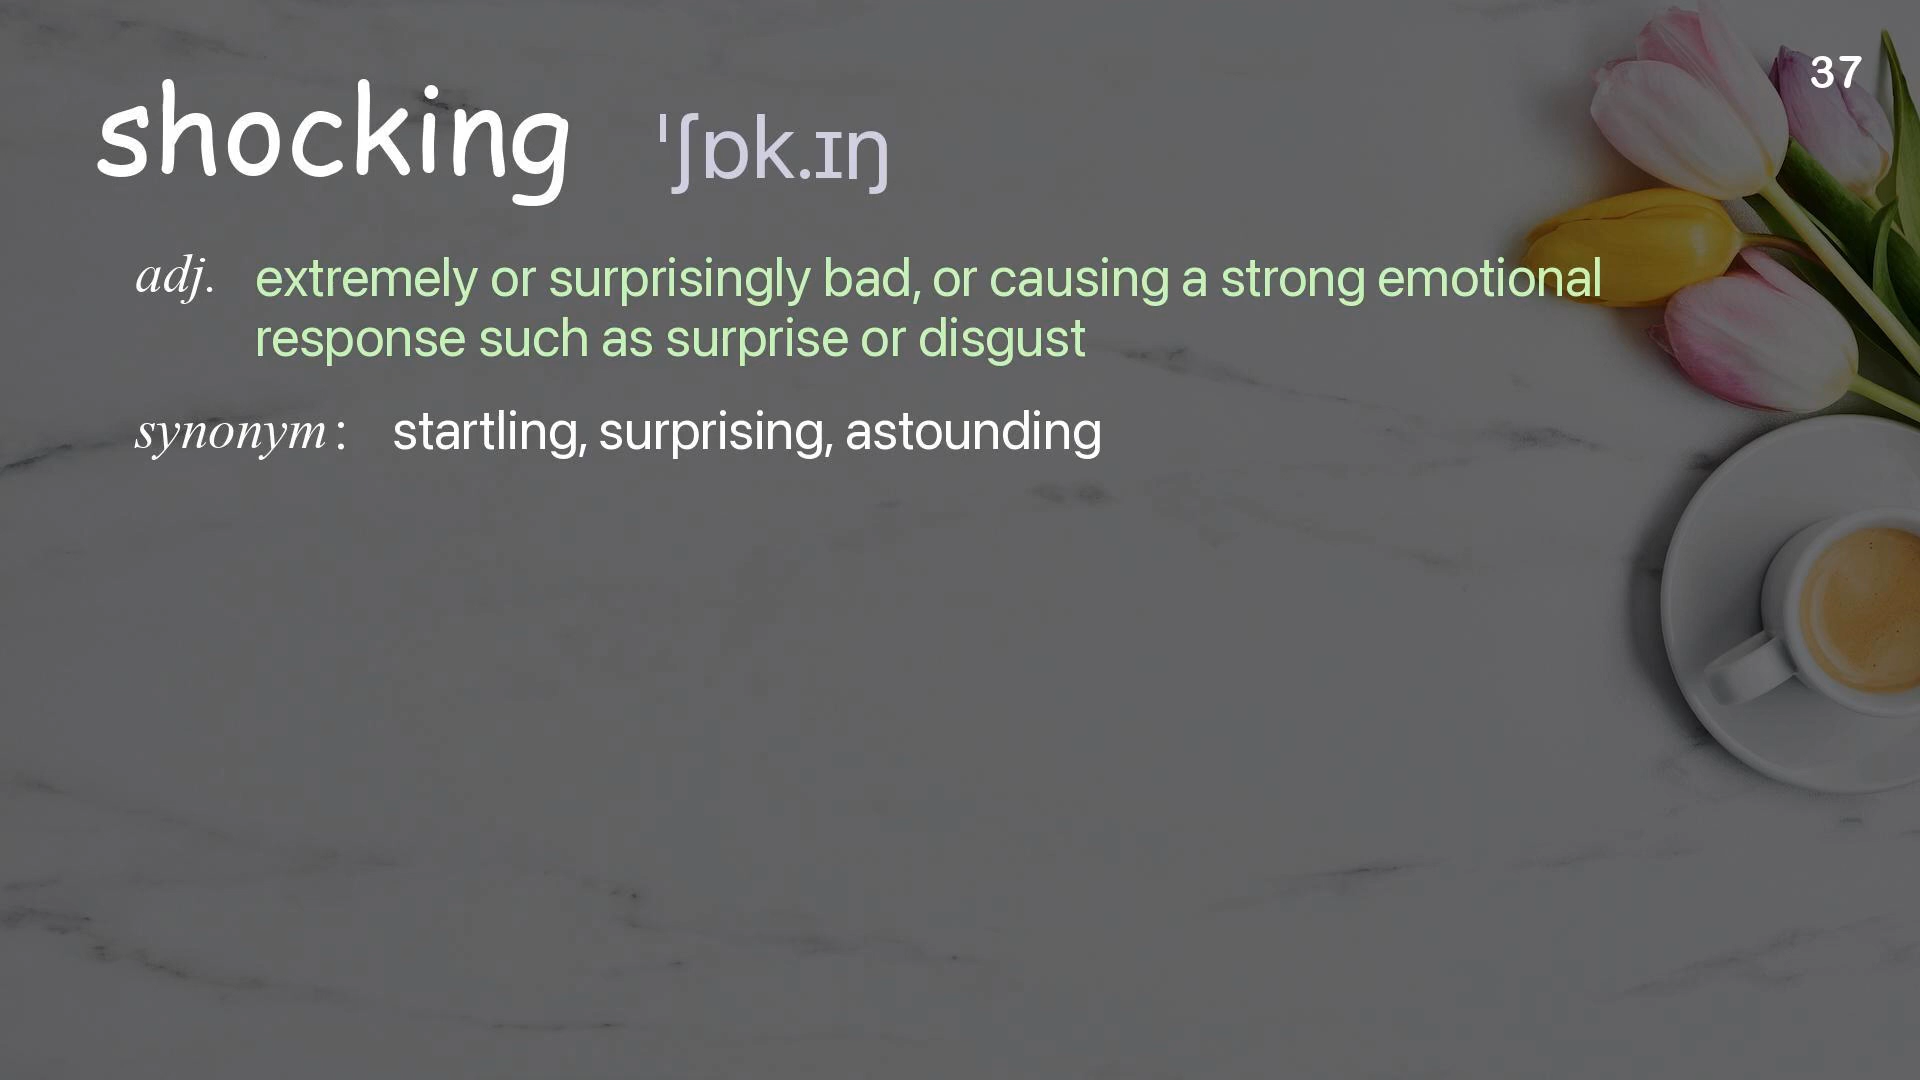 37
shocking ˈʃɒk.ɪŋ
adj. extremely or surprisingly bad, or causing a strong emotional
response such as surprise or disgust
synonym: startling, surprising, astounding